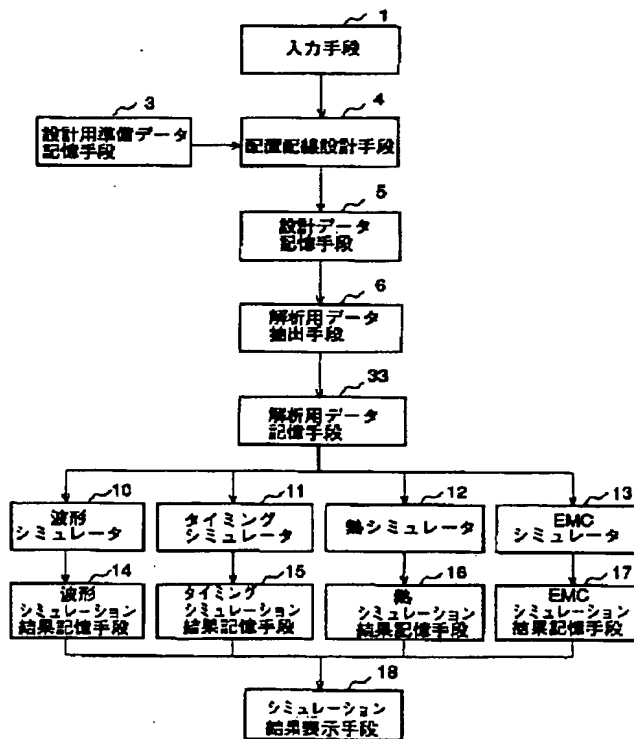 1
入力手段
3
設計用準備データ
記憶手段
4
配置配線設計手段
5
設計データ
記憶手段
6
解析用データ
抽出手段
33
解析用データ
記憶手段
10
波形
シミュレータ
11
タイミング
シミュレータ
12
熱シミュレータ
13
EMC
シミュレータ
14
波形
シミュレーション
結果記憶手段
15
タイミング
シミュレーション
結果記憶手段
16
熱
シミュレーション
結果記憶手段
17
EMC
シミュレーション
結果記憶手段
18
シミュレーション
結果表示手段